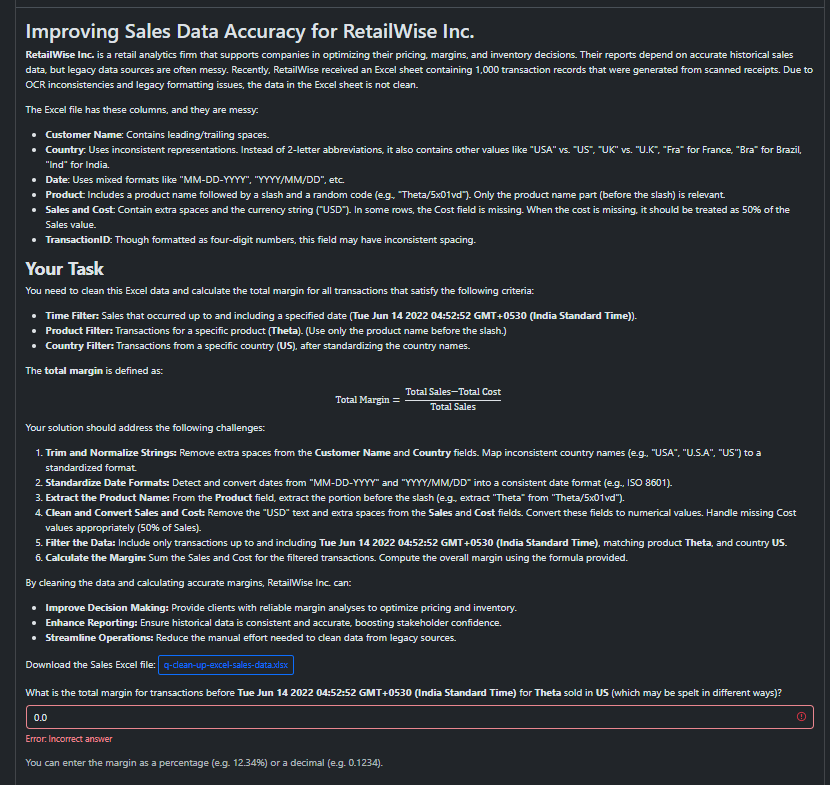 Improving Sales Data Accuracy for RetailWise Inc.
RetailWise Inc. is a retail analytics firm that supports companies in optimizing their pricing, margins, and inventory decisions. Their reports depend on accurate historical sales
data, but legacy data sources are often messy. Recently, RetailWise received an Excel sheet containing 1,000 transaction records that were generated from scanned receipts. Due to
OCR inconsistencies and legacy formatting issues, the data in the Excel sheet is not clean.
The Excel file has these columns, and they are messy:
• Customer Name: Contains leading/trailing spaces.
• Country: Uses inconsistent representations. Instead of 2-letter abbreviations, it also contains other values like "USA" vs. "US", "UK" vs. "U.K", "Fra" for France, "Bra" for Brazil,
"Ind" for India.
• Date: Uses mixed formats like "MM-DD-YYYY", "YYYY/MM/DD", etc.
• Product: Includes a product name followed by a slash and a random code (e.g., "Theta/5x01vd"). Only the product name part (before the slash) is relevant.
• Sales and Cost: Contain extra spaces and the currency string ("USD"). In some rows, the Cost field is missing. When the cost is missing, it should be treated as 50% of the
Sales value.
• TransactionID: Though formatted as four-digit numbers, this field may have inconsistent spacing.
Your Task
You need to clean this Excel data and calculate the total margin for all transactions that satisfy the following criteria:
• Time Filter: Sales that occurred up to and including a specified date (Tue Jun 14 2022 04:52:52 GMT+0530 (India Standard Time)).
• Product Filter: Transactions for a specific product (Theta). (Use only the product name before the slash.)
• Country Filter: Transactions from a specific country (US), after standardizing the country names.
The total margin is defined as:
Total Margin = Total Sales−Total Cost / Total Sales
Your solution should address the following challenges:
1. Trim and Normalize Strings: Remove extra spaces from the Customer Name and Country fields. Map inconsistent country names (e.g., "USA", "U.S.A", "US") to a
standardized format.
2. Standardize Date Formats: Detect and convert dates from "MM-DD-YYYY" and "YYYY/MM/DD" into a consistent date format (e.g., ISO 8601).
3. Extract the Product Name: From the Product field, extract the portion before the slash (e.g., extract "Theta" from "Theta/5x01vd").
4. Clean and Convert Sales and Cost: Remove the "USD" text and extra spaces from the Sales and Cost fields. Convert these fields to numerical values. Handle missing Cost
values appropriately (50% of Sales).
5. Filter the Data: Include only transactions up to and including Tue Jun 14 2022 04:52:52 GMT+0530 (India Standard Time), matching product Theta, and country US.
6. Calculate the Margin: Sum the Sales and Cost for the filtered transactions. Compute the overall margin using the formula provided.
By cleaning the data and calculating accurate margins, RetailWise Inc. can:
• Improve Decision Making: Provide clients with reliable margin analyses to optimize pricing and inventory.
• Enhance Reporting: Ensure historical data is consistent and accurate, boosting stakeholder confidence.
• Streamline Operations: Reduce the manual effort needed to clean data from legacy sources.
Download the Sales Excel file: q-clean-up-excel-sales-data.xlsx
What is the total margin for transactions before Tue Jun 14 2022 04:52:52 GMT+0530 (India Standard Time) for Theta sold in US (which may be spelt in different ways)?
0.0
Error: Incorrect answer
You can enter the margin as a percentage (e.g. 12.34%) or a decimal (e.g. 0.1234).